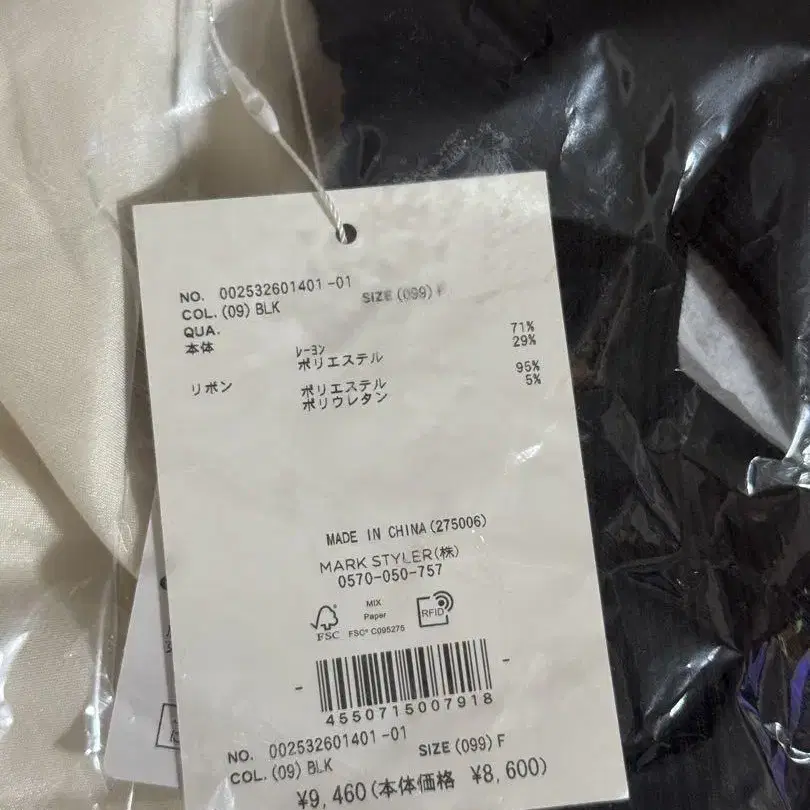 NO. 002532601401-01
COL.(09) BLK SIZE (099) F
QUA.
本体 レーヨン 71%
ポリエステル 29%
リボン ポリエステル 95%
ポリウレタン 5%
MADE IN CHINA(275006)
MARK STYLER(株)
0570-050-757
FSC
MIX
Paper
FSC® C095275
RFID
4550715007918
NO. 002532601401-01
COL.(09) BLK SIZE (099) F
¥9,460(本体価格 ¥8,600)